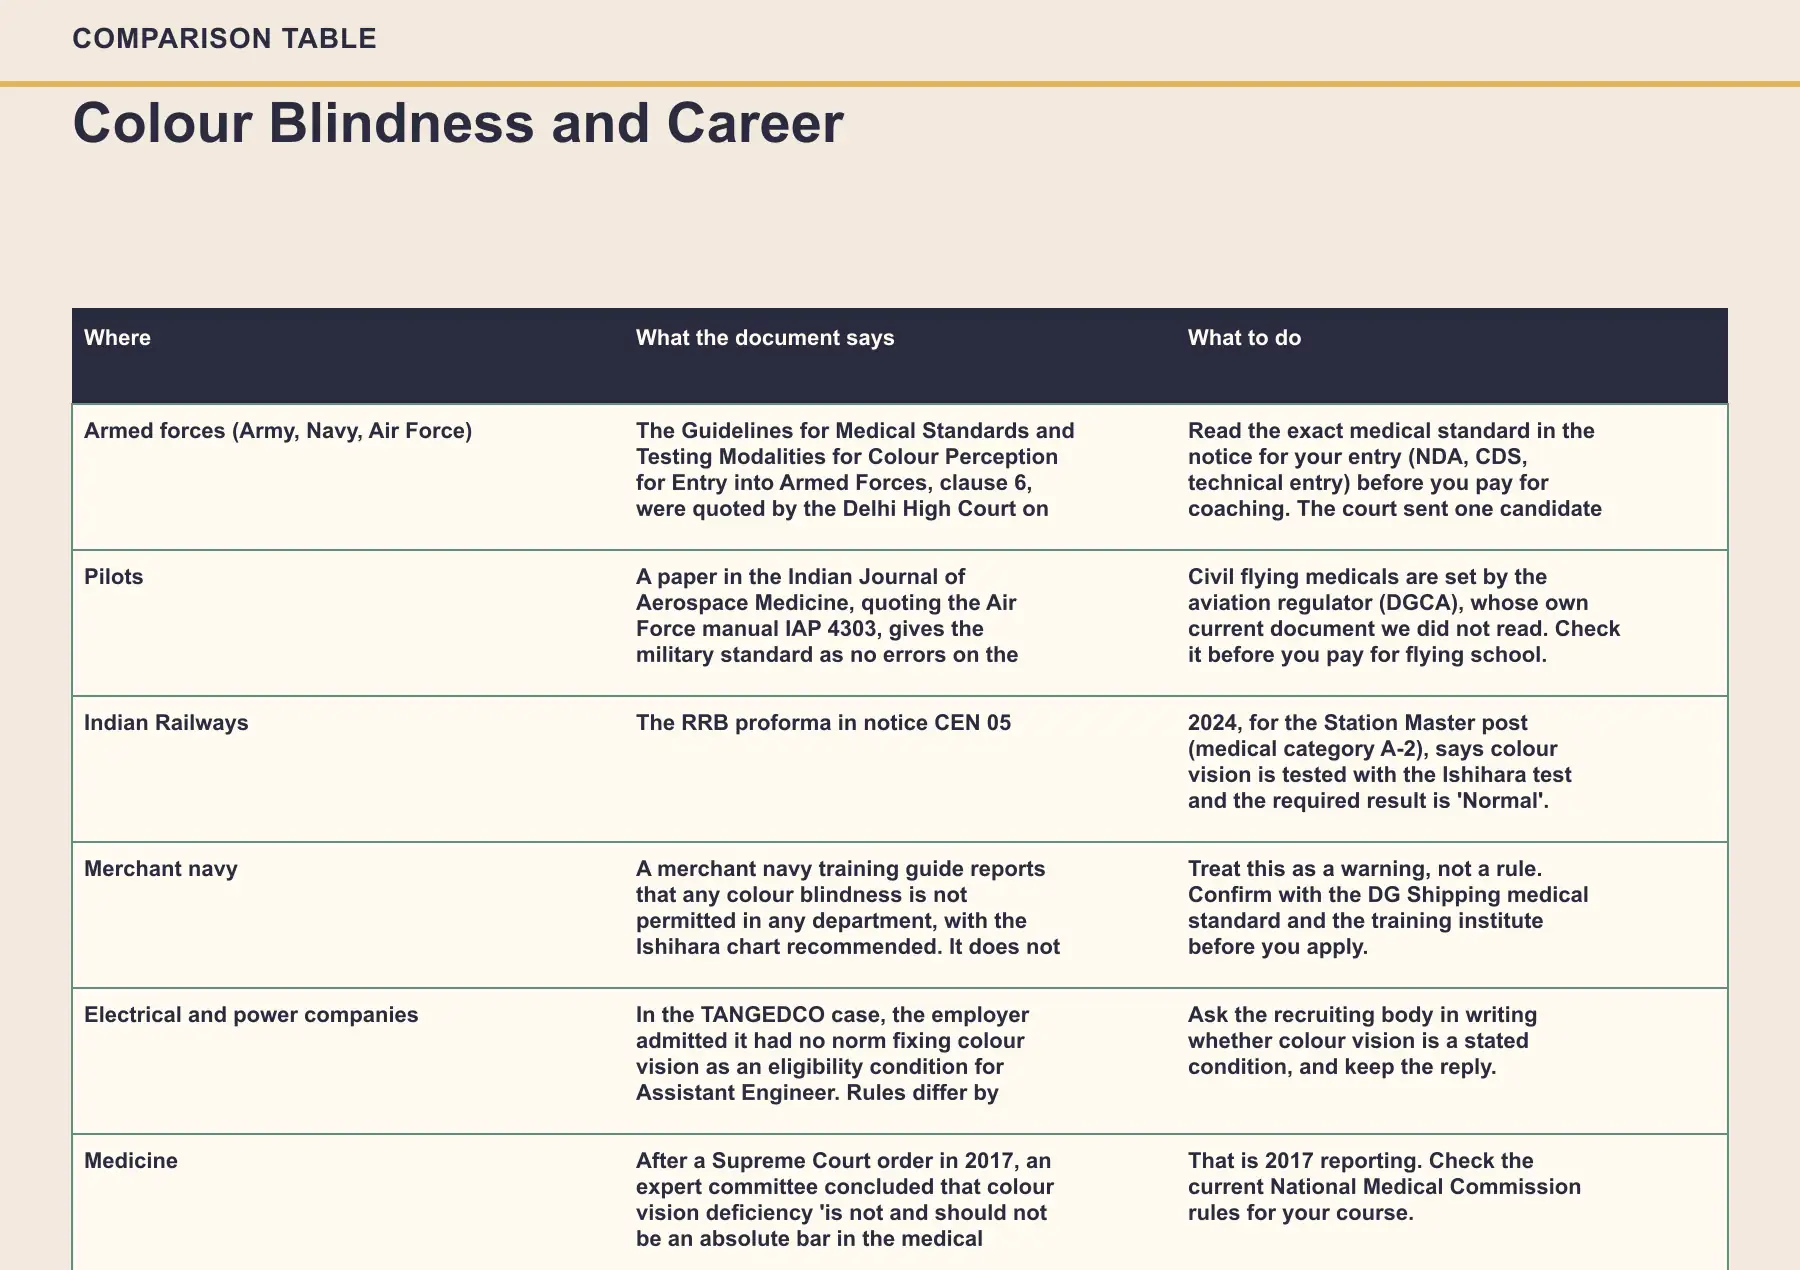 COMPARISON TABLE
Colour Blindness and Career
Where
What the document says
What to do
Armed forces (Army, Navy, Air Force)
The Guidelines for Medical Standards and
Testing Modalities for Colour Perception
for Entry into Armed Forces, clause 6,
were quoted by the Delhi High Court on
Read the exact medical standard in the
notice for your entry (NDA, CDS,
technical entry) before you pay for
coaching. The court sent one candidate
Pilots
A paper in the Indian Journal of
Aerospace Medicine, quoting the Air
Force manual IAP 4303, gives the
military standard as no errors on the
Civil flying medicals are set by the
aviation regulator (DGCA), whose own
current document we did not read. Check
it before you pay for flying school.
Indian Railways
The RRB proforma in notice CEN 05
2024, for the Station Master post
(medical category A-2), says colour
vision is tested with the Ishihara test
and the required result is 'Normal'.
Merchant navy
A merchant navy training guide reports
that any colour blindness is not
permitted in any department, with the
Ishihara chart recommended. It does not
Treat this as a warning, not a rule.
Confirm with the DG Shipping medical
standard and the training institute
before you apply.
Electrical and power companies
In the TANGEDCO case, the employer
admitted it had no norm fixing colour
vision as an eligibility condition for
Assistant Engineer. Rules differ by
Ask the recruiting body in writing
whether colour vision is a stated
condition, and keep the reply.
Medicine
After a Supreme Court order in 2017, an
expert committee concluded that colour
vision deficiency 'is not and should not
be an absolute bar in the medical
That is 2017 reporting. Check the
current National Medical Commission
rules for your course.